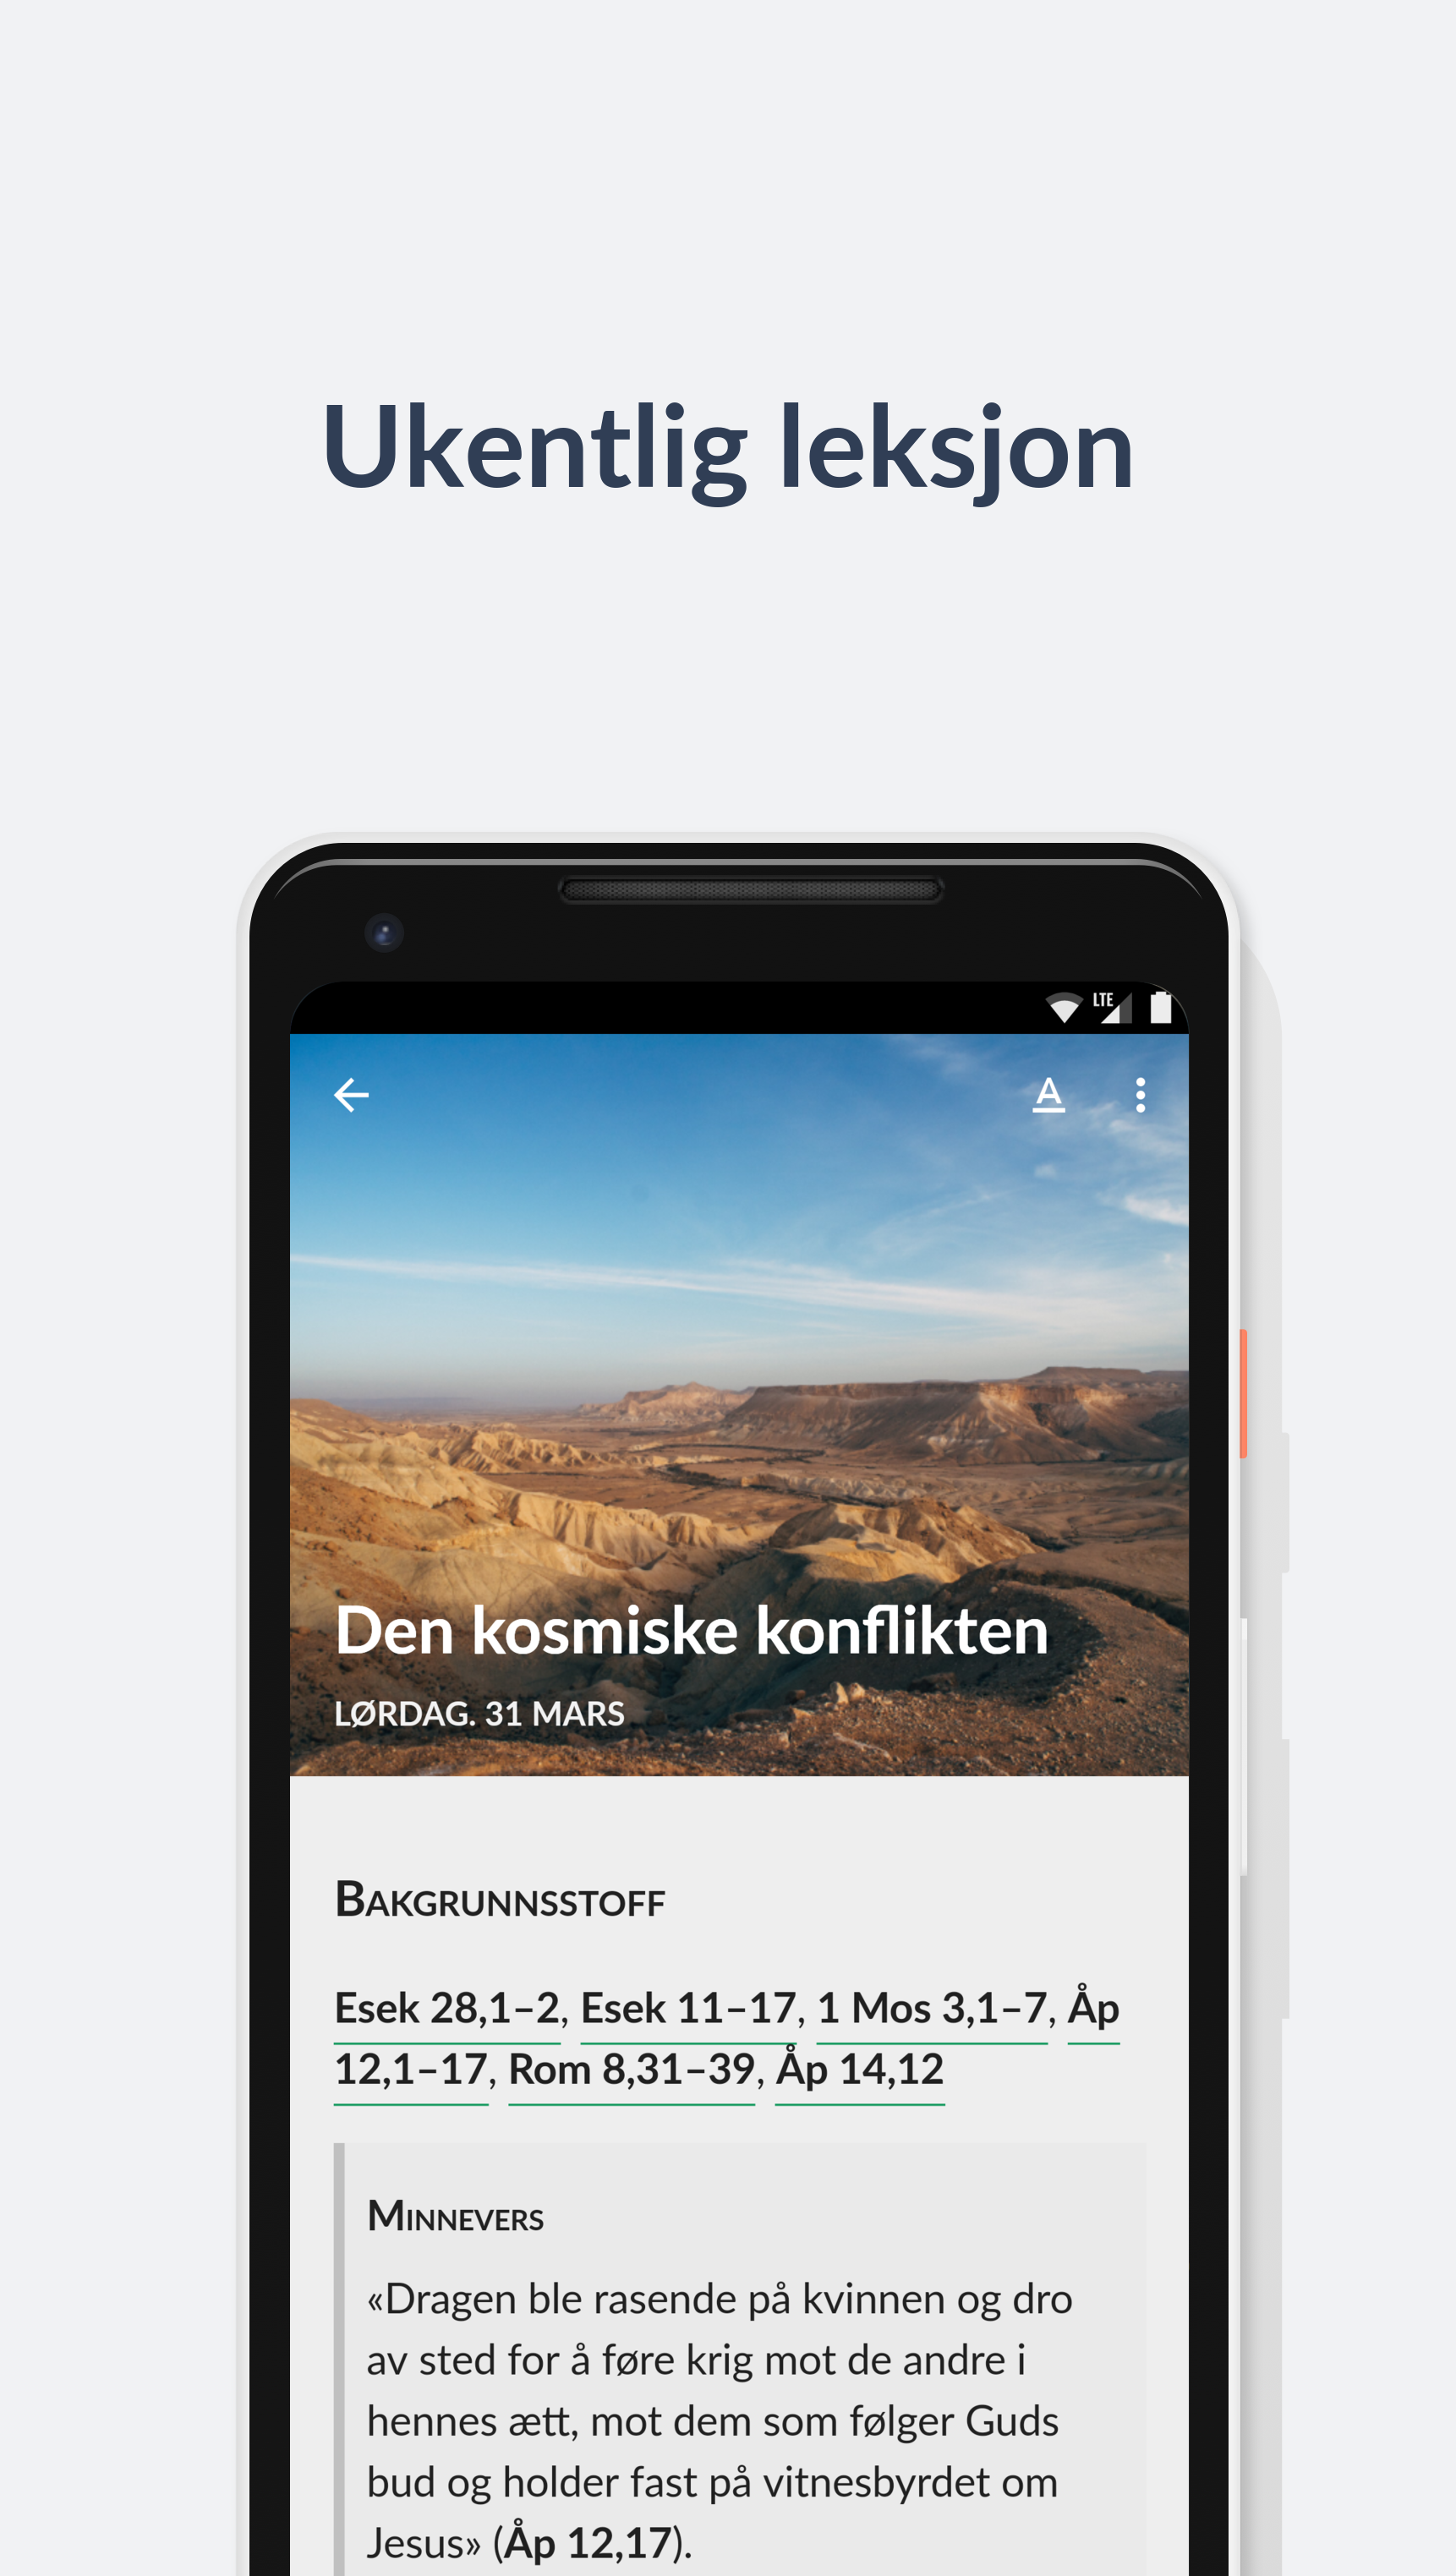 Ukentlig leksjon
LTE
A
Den kosmiske konflikten
LØRDAG. 31 MARS
BAKGRUNNSSTOFF
Esek 28,1–2, Esek 11–17, 1 Mos 3,1–7, Åp
12,1–17, Rom 8,31–39, Åp 14,12
MINNEVERS
«Dragen ble rasende på kvinnen og dro
av sted for å føre krig mot de andre i
hennes ætt, mot dem som følger Guds
bud og holder fast på vitnesbyrdet om
Jesus» (Åp 12,17).